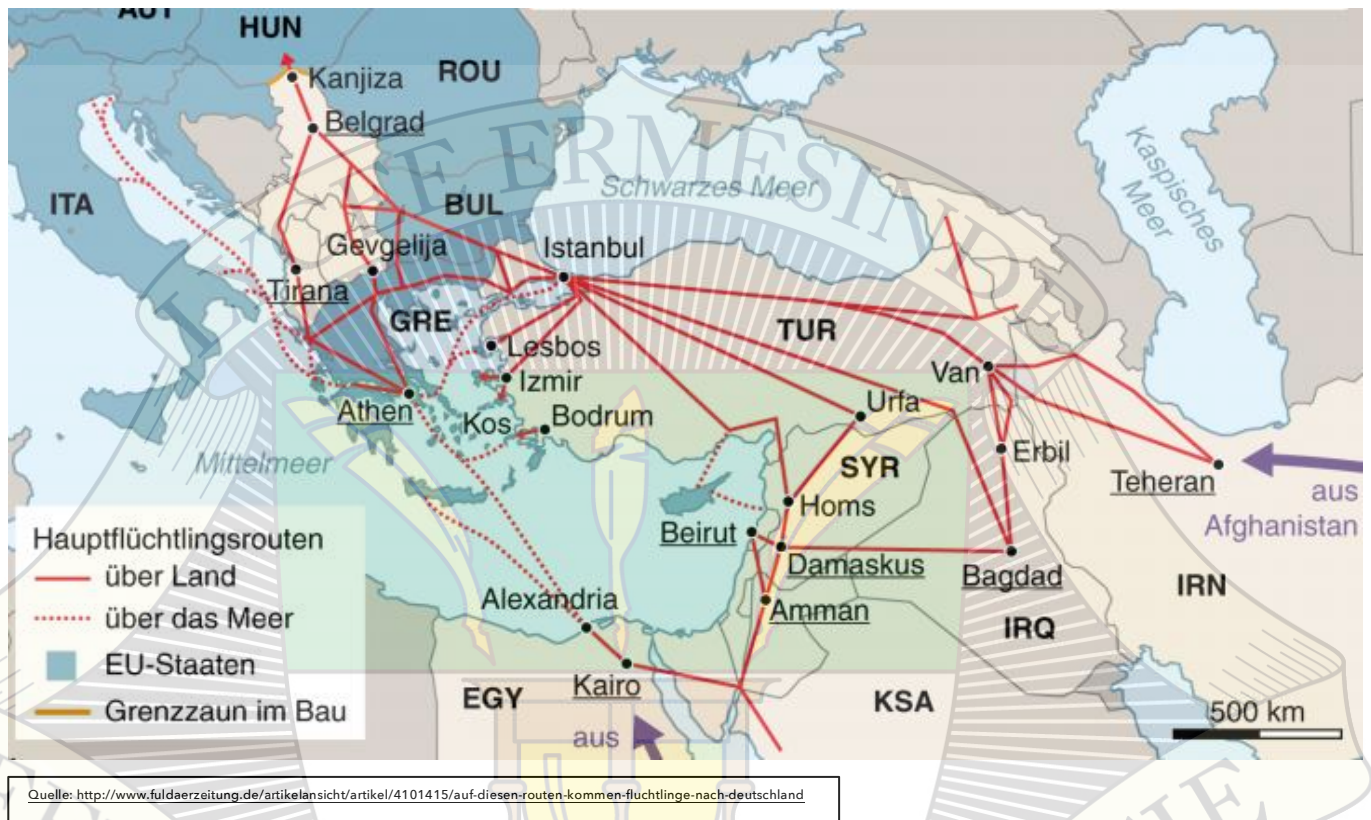 AUT
HUN
Kanjiza
ROU
Belgrad
ITA
BUL
Schwarzes Meer
Kaspisches
Meer
Gevgelija
Istanbul
Tirana
GRE
TUR
Lesbos
Van
Izmir
Urfa
Athen
Kos
Bodrum
Erbil
Mittelmeer
SYR
Teheran
aus
Afghanistan
Homs
Beirut
Damaskus
Bagdad
Hauptflüchtlingsrouten
über Land
über das Meer
EU-Staaten
Grenzzaun im Bau
Alexandria
Amman
IRN
IRQ
Kairo
EGY
KSA
aus
500 km
Quelle: http://www.fuldaerzeitung.de/artikelansicht/artikel/4101415/auf-diesen-routen-kommen-fluchtlinge-nach-deutschland
ERMESINDE